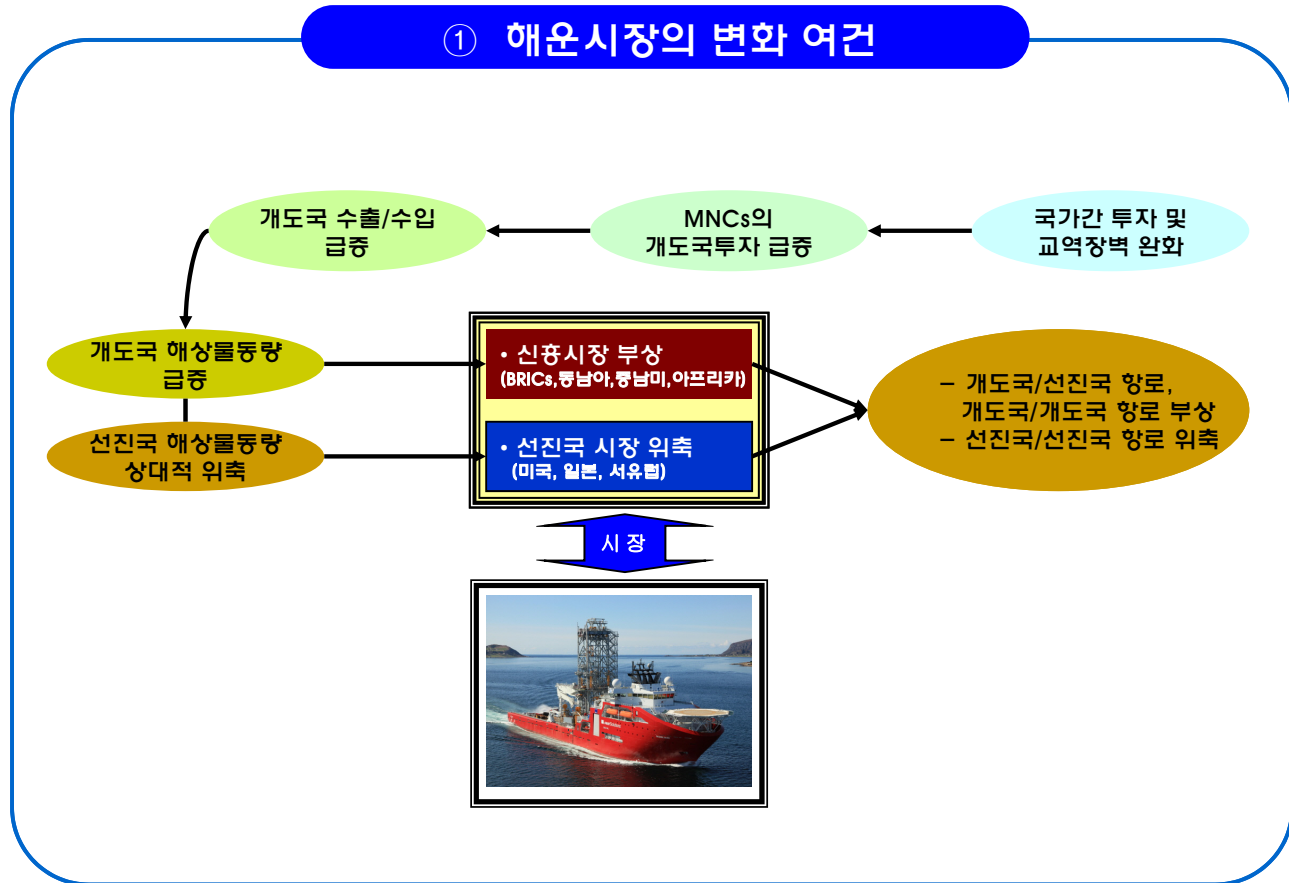 ① 해운시장의 변화 여건
개도국 수출/수입
급증
MNCs의
개도국투자 급증
국가간 투자 및
교역장벽 완화
개도국 해상물동량
급증
선진국 해상물동량
상대적 위축
• 신흥시장 부상
(BRICs,동남아,중남미,아프리카)
• 선진국 시장 위축
(미국, 일본, 서유럽)
– 개도국/선진국 항로,
개도국/개도국 항로 부상
– 선진국/선진국 항로 위축
시 장